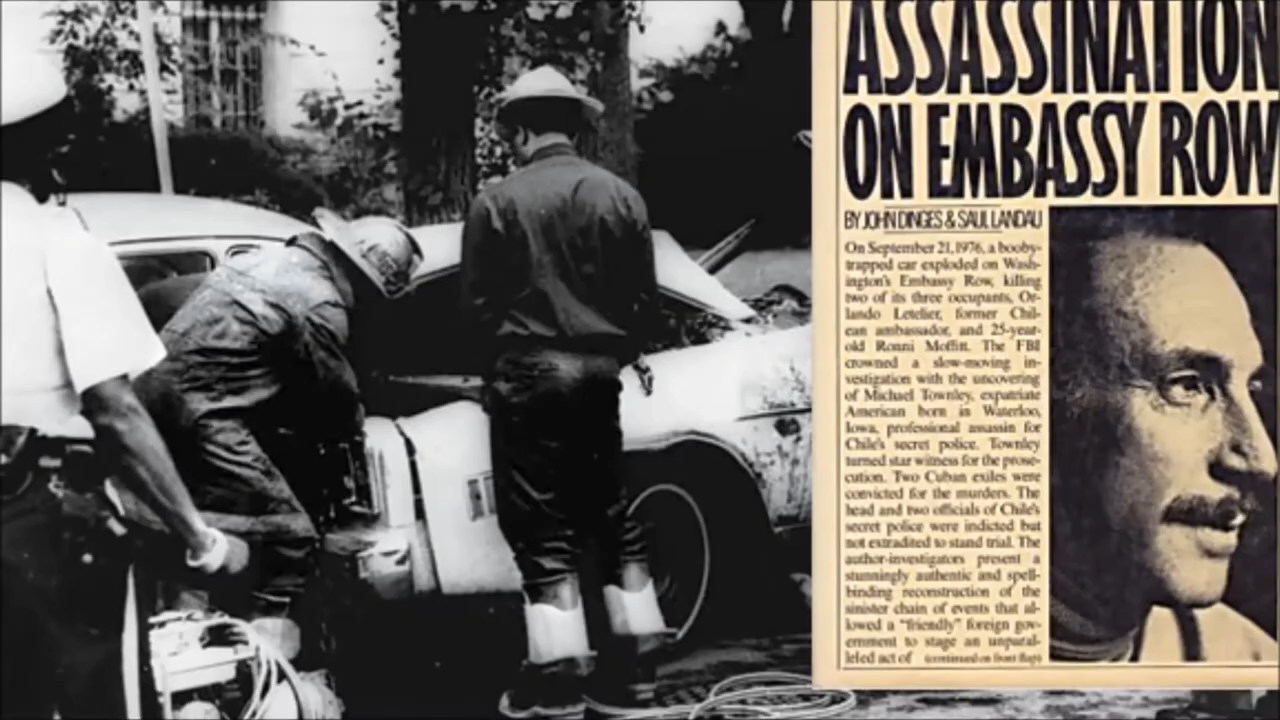 ASSASSINATION
ON EMBASSY ROW
BY JOHN DINGES & SAUL LANDAU
On September 21, 1976, a booby-
trapped car exploded on Wash-
ington's Embassy Row, killing
two of its three occupants, Or-
lando Letelier, former Chil-
ean ambassador, and 25-year-
old Ronni Moffitt. The FBI
crowned a slow-moving in-
vestigation with the uncovering
of Michael Townley, expatriate
American born in Waterloo,
Iowa, professional assassin for
Chile's secret police. Townley
turned star witness for the prose-
cution. Two Cuban exiles were
convicted for the murders. The
head and two officials of Chile's
secret police were indicted but
not extradited to stand trial. The
author-investigators present a
stunningly authentic and spell-
binding reconstruction of the
sinister chain of events that al-
lowed a "friendly" foreign gov-
ernment to stage an unparal-
leled act of (continued on front flap)